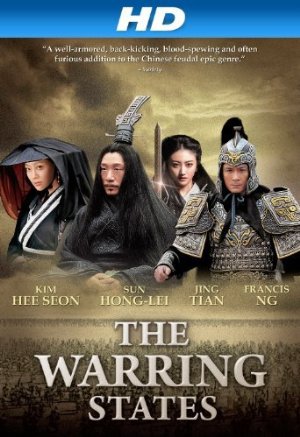 HD
"A well-armored, back-kicking, blood-spewing and often
furious addition to the Chinese feudal epic genre."
– Variety
KIM
HEE SEON
SUN
HONG-LEI
JING
TIAN
FRANCIS
NG
THE
WARRING
STATES